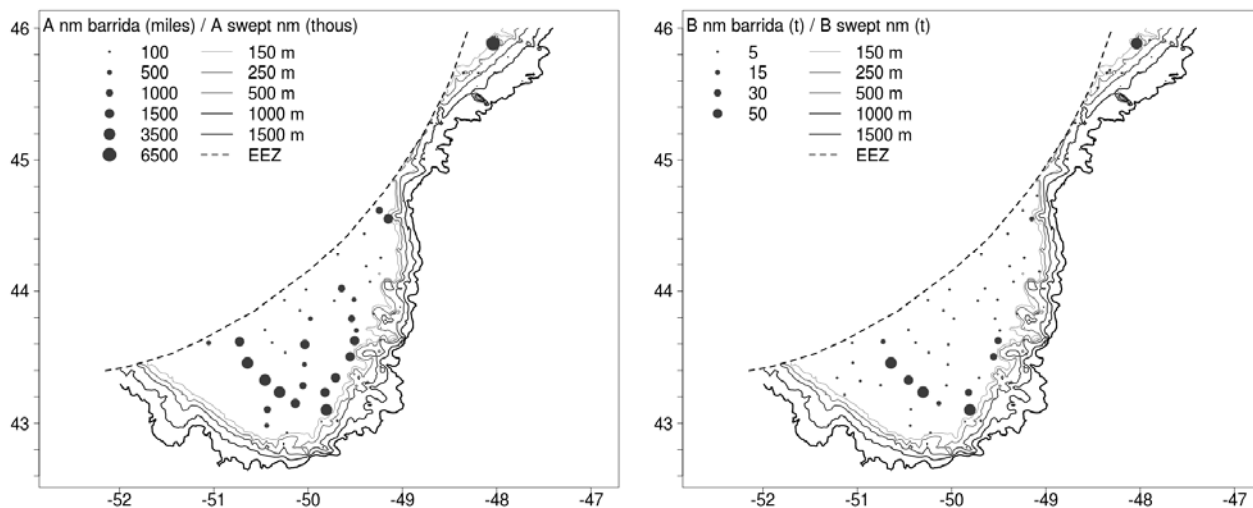 A nm barrida (miles) / A swept nm (thous)
100 150 m
500 250 m
1000 500 m
1500 1000 m
3500 1500 m
6500 EEZ
46
45
44
43
-52 -51 -50 -49 -48 -47
B nm barrida (t) / B swept nm (t)
5 150 m
15 250 m
30 500 m
50 1000 m
1500 m
EEZ
46
45
44
43
-52 -51 -50 -49 -48 -47